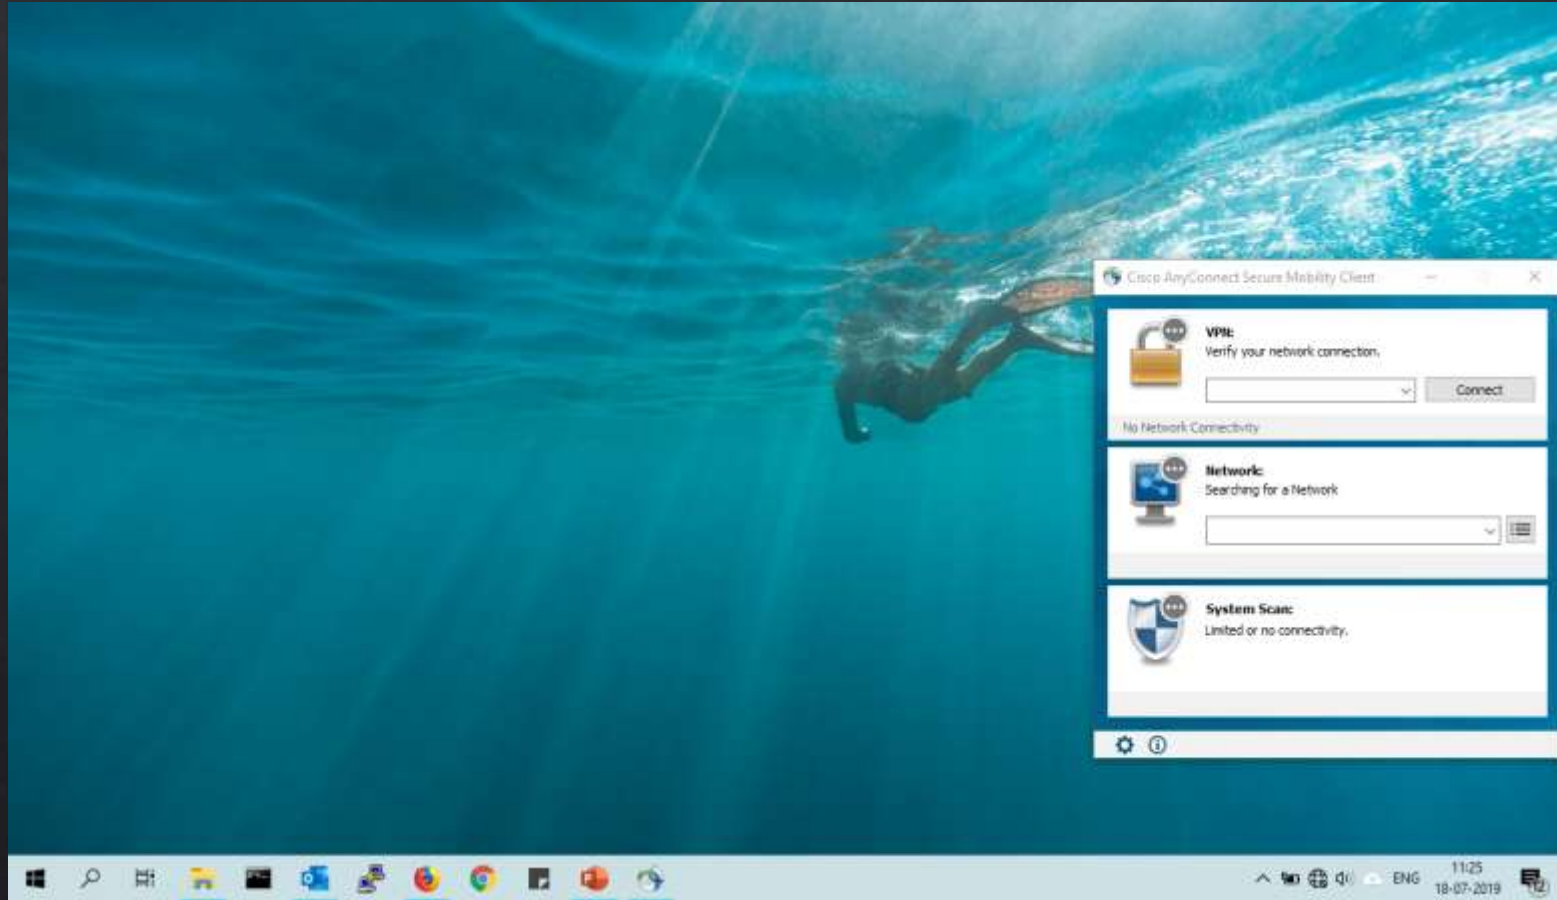 Cisco AnyConnect Secure Mobility Client
VPN:
Verify your network connection.
Connect
No Network Connectivity
Network:
Searching for a Network
System Scan:
Limited or no connectivity.
ENG
11:25
18-07-2019
12